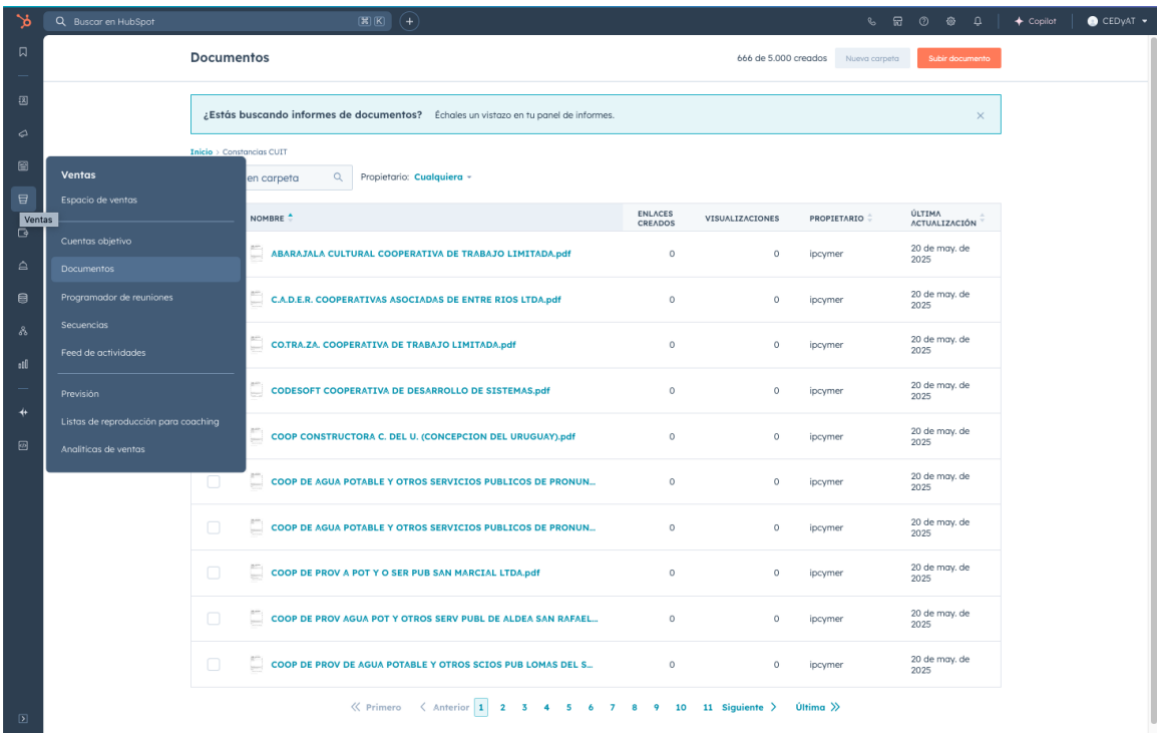 Buscar en HubSpot
⌘ K
Copilot
CEDyAT
Documentos
666 de 5.000 creados
Nueva carpeta
Subir documento
¿Estás buscando informes de documentos? Échales un vistazo en tu panel de informes.
Inicio > Constancias CUIT
en carpeta
Propietario: Cualquiera
Ventas
Ventas
Espacio de ventas
Cuentas objetivo
Documentos
Programador de reuniones
Secuencias
Feed de actividades
Previsión
Listas de reproducción para coaching
Analíticas de ventas
NOMBRE
ENLACES
CREADOS
VISUALIZACIONES
PROPIETARIO
ÚLTIMA
ACTUALIZACIÓN
ABARAJALA CULTURAL COOPERATIVA DE TRABAJO LIMITADA.pdf 0 0 ipcymer 20 de may. de
2025
C.A.D.E.R. COOPERATIVAS ASOCIADAS DE ENTRE RIOS LTDA.pdf 0 0 ipcymer 20 de may. de
2025
CO.TRA.ZA. COOPERATIVA DE TRABAJO LIMITADA.pdf 0 0 ipcymer 20 de may. de
2025
CODESOFT COOPERATIVA DE DESARROLLO DE SISTEMAS.pdf 0 0 ipcymer 20 de may. de
2025
COOP CONSTRUCTORA C. DEL U. (CONCEPCION DEL URUGUAY).pdf 0 0 ipcymer 20 de may. de
2025
COOP DE AGUA POTABLE Y OTROS SERVICIOS PUBLICOS DE PRONUN... 0 0 ipcymer 20 de may. de
2025
COOP DE AGUA POTABLE Y OTROS SERVICIOS PUBLICOS DE PRONUN... 0 0 ipcymer 20 de may. de
2025
COOP DE PROV A POT Y O SER PUB SAN MARCIAL LTDA.pdf 0 0 ipcymer 20 de may. de
2025
COOP DE PROV AGUA POT Y OTROS SERV PUBL DE ALDEA SAN RAFAEL... 0 0 ipcymer 20 de may. de
2025
COOP DE PROV DE AGUA POTABLE Y OTROS SCIOS PUB LOMAS DEL S... 0 0 ipcymer 20 de may. de
2025
Primero Anterior 1 2 3 4 5 6 7 8 9 10 11 Siguiente Última